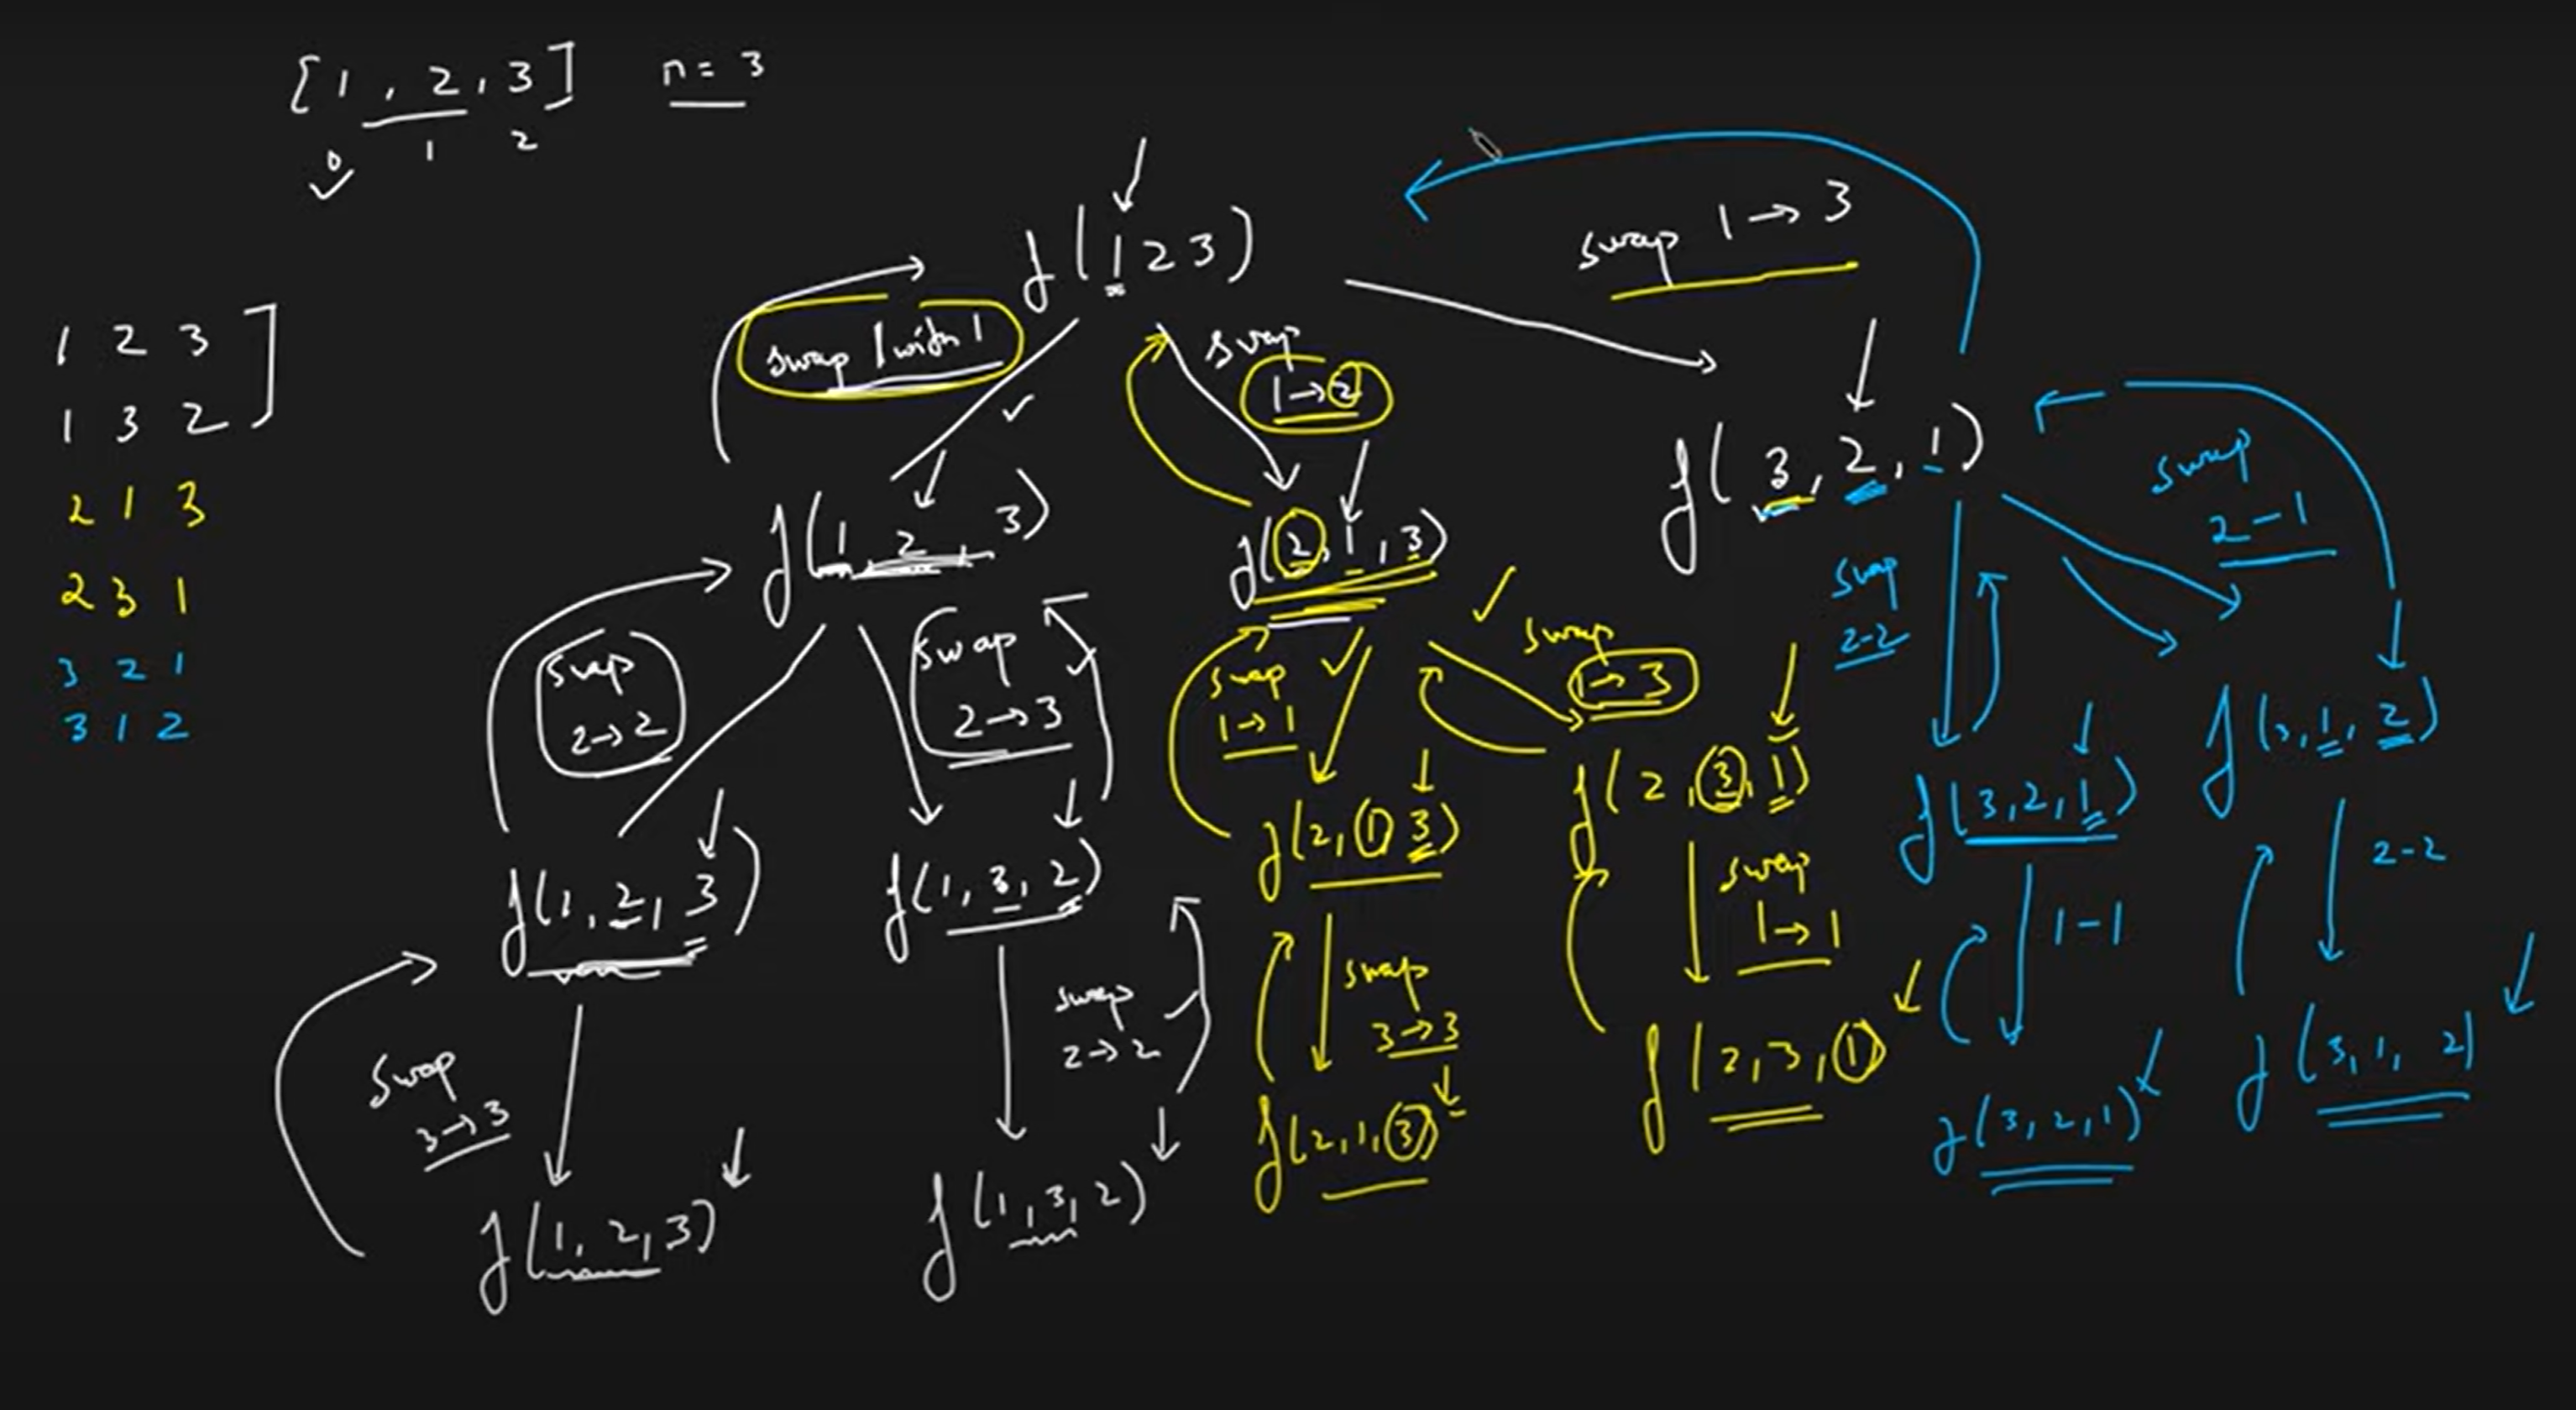 [1, 2, 3] n = 3
0 1 2
f(1 2 3)
swap 1 → 3
swap 1 with 1
swap
1 → 2
1 2 3
1 3 2
2 1 3
2 3 1
3 2 1
3 1 2
f(1, 2, 3)
f(2, 1, 3)
f(3, 2, 1)
swap
2 - 1
swap
2 → 2
swap
2 → 3
swap
1 → 1
swap
1 → 3
swap
2-2
f(1, 2, 3)
f(1, 3, 2)
f(2, 1 3)
f(2, 3, 1)
f(3, 2, 1)
f(3, 1, 2)
swap
3 → 3
swap
2 → 2
swap
3 → 3
swap
1 → 1
1 - 1
2 - 2
f(1, 2, 3)
f(1, 3, 2)
f(2, 1, 3)
f(2, 3, 1)
f(3, 2, 1)
f(3, 1, 2)